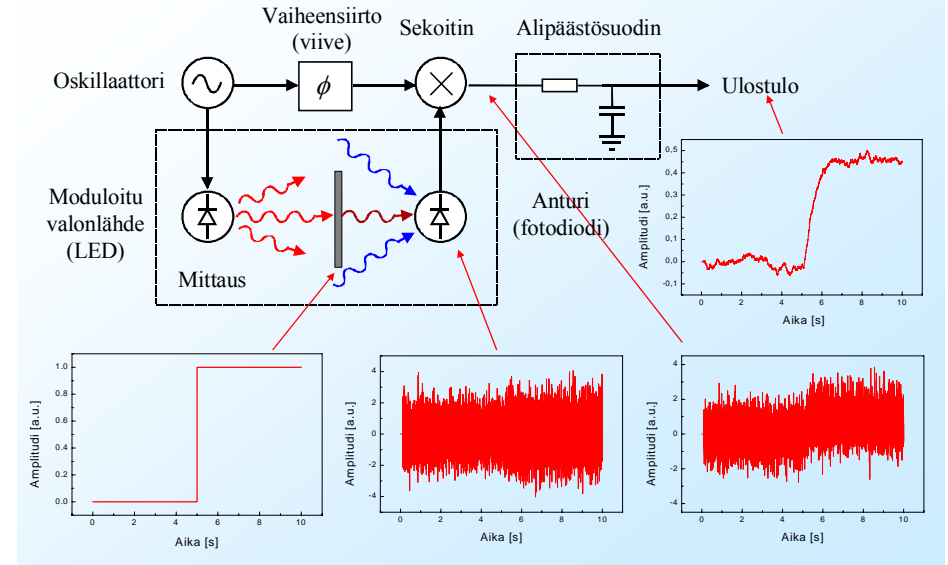 Vaiheensiirto
(viive)
Sekoitin
Alipäästösuodin
Oskillaattori
ϕ
Ulostulo
Moduloitu
valonlähde
(LED)
Mittaus
Anturi
(fotodiodi)
Amplitudi [a.u.]
0,5
0,4
0,3
0,2
0,1
0,0
-0,1
0 2 4 6 8 10
Aika [s]
Amplitudi [a.u.]
1.0
0.8
0.6
0.4
0.2
0.0
0 2 4 6 8 10
Aika [s]
Amplitudi [a.u.]
4
2
0
-2
-4
0 2 4 6 8 10
Aika [s]
Amplitudi [a.u.]
4
2
0
-2
-4
0 2 4 6 8 10
Aika [s]